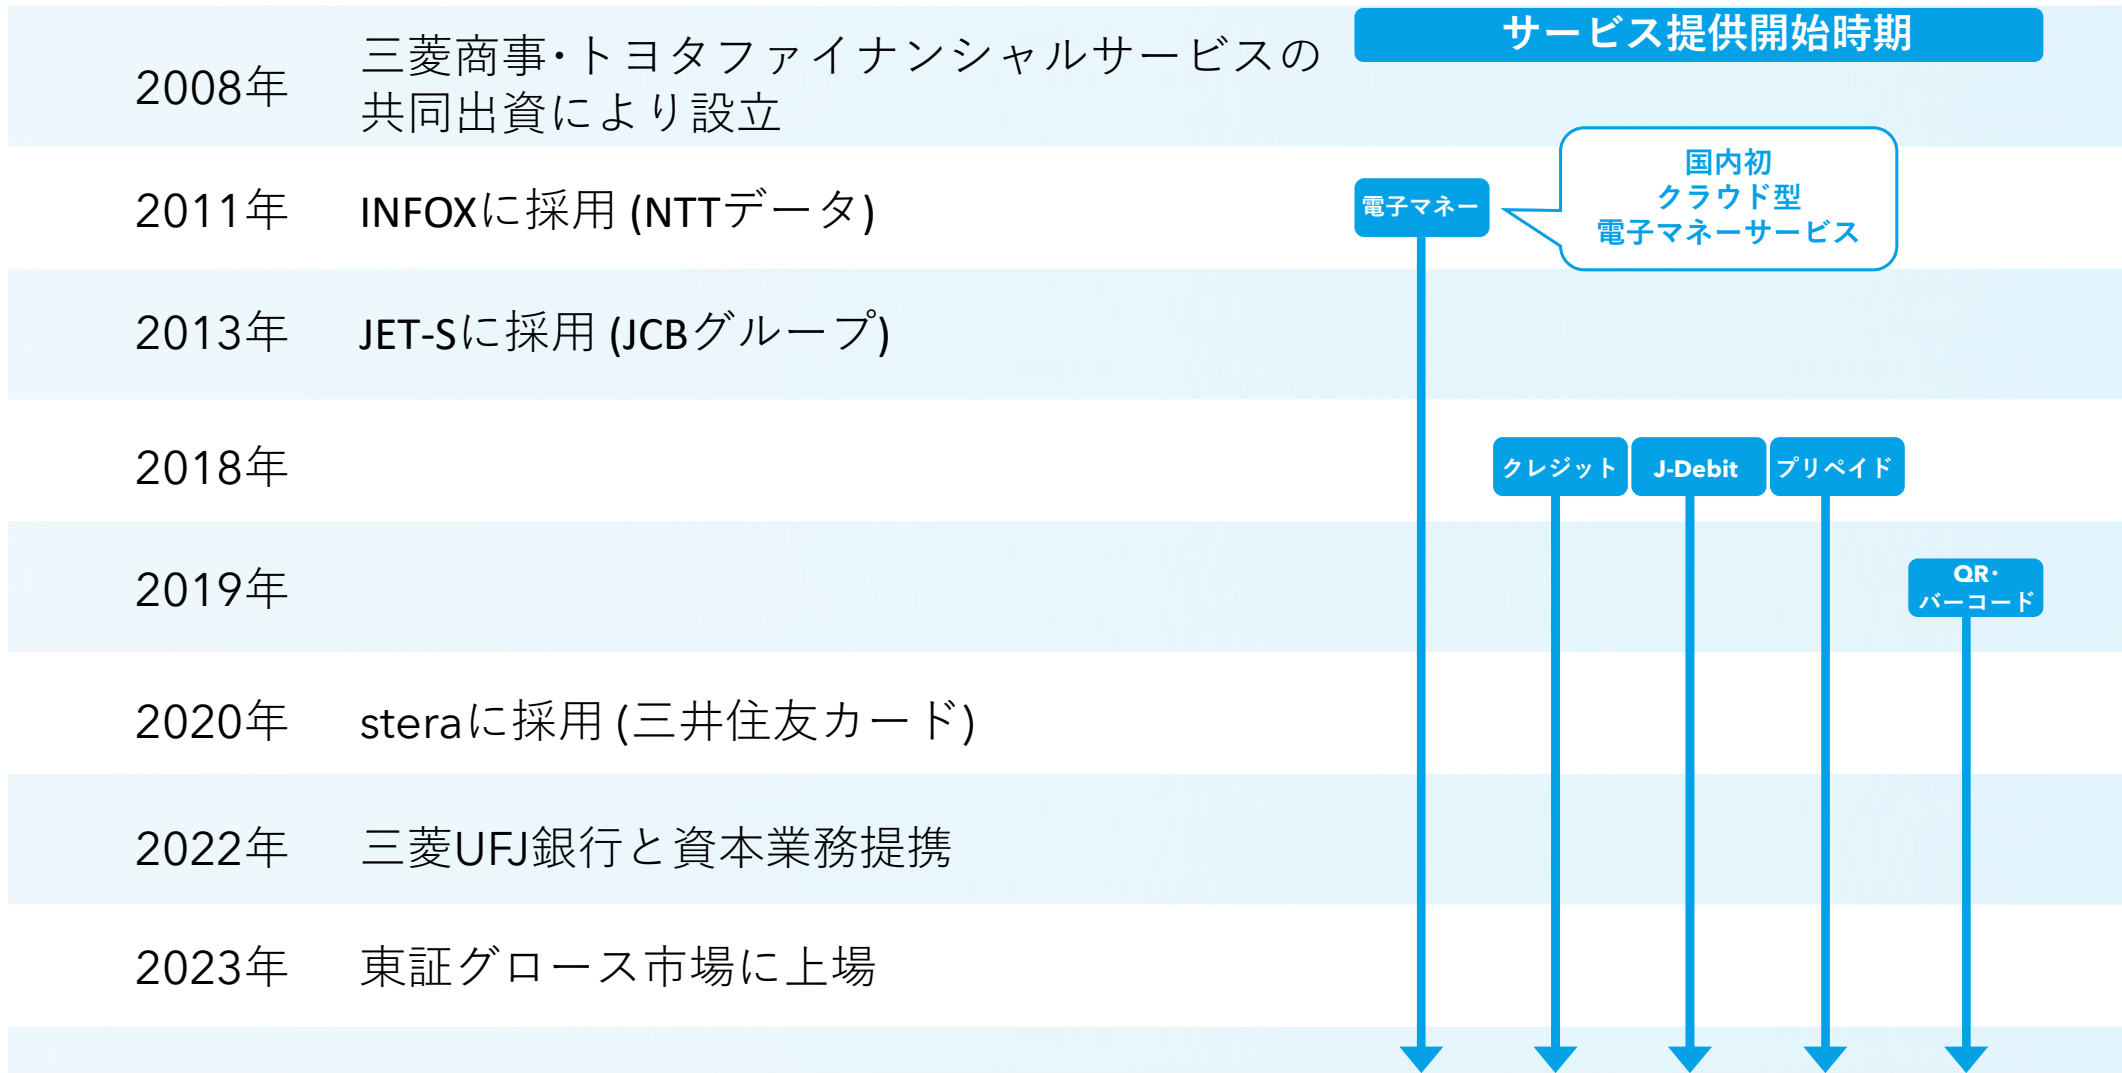 サービス提供開始時期
2008年
三菱商事･トヨタファイナンシャルサービスの
共同出資により設立
2011年
INFOXに採用 (NTTデータ)
電子マネー
国内初
クラウド型
電子マネーサービス
2013年
JET-Sに採用 (JCBグループ)
2018年
クレジット
J-Debit
プリペイド
2019年
QR･
バーコード
2020年
steraに採用 (三井住友カード)
2022年
三菱UFJ銀行と資本業務提携
2023年
東証グロース市場に上場